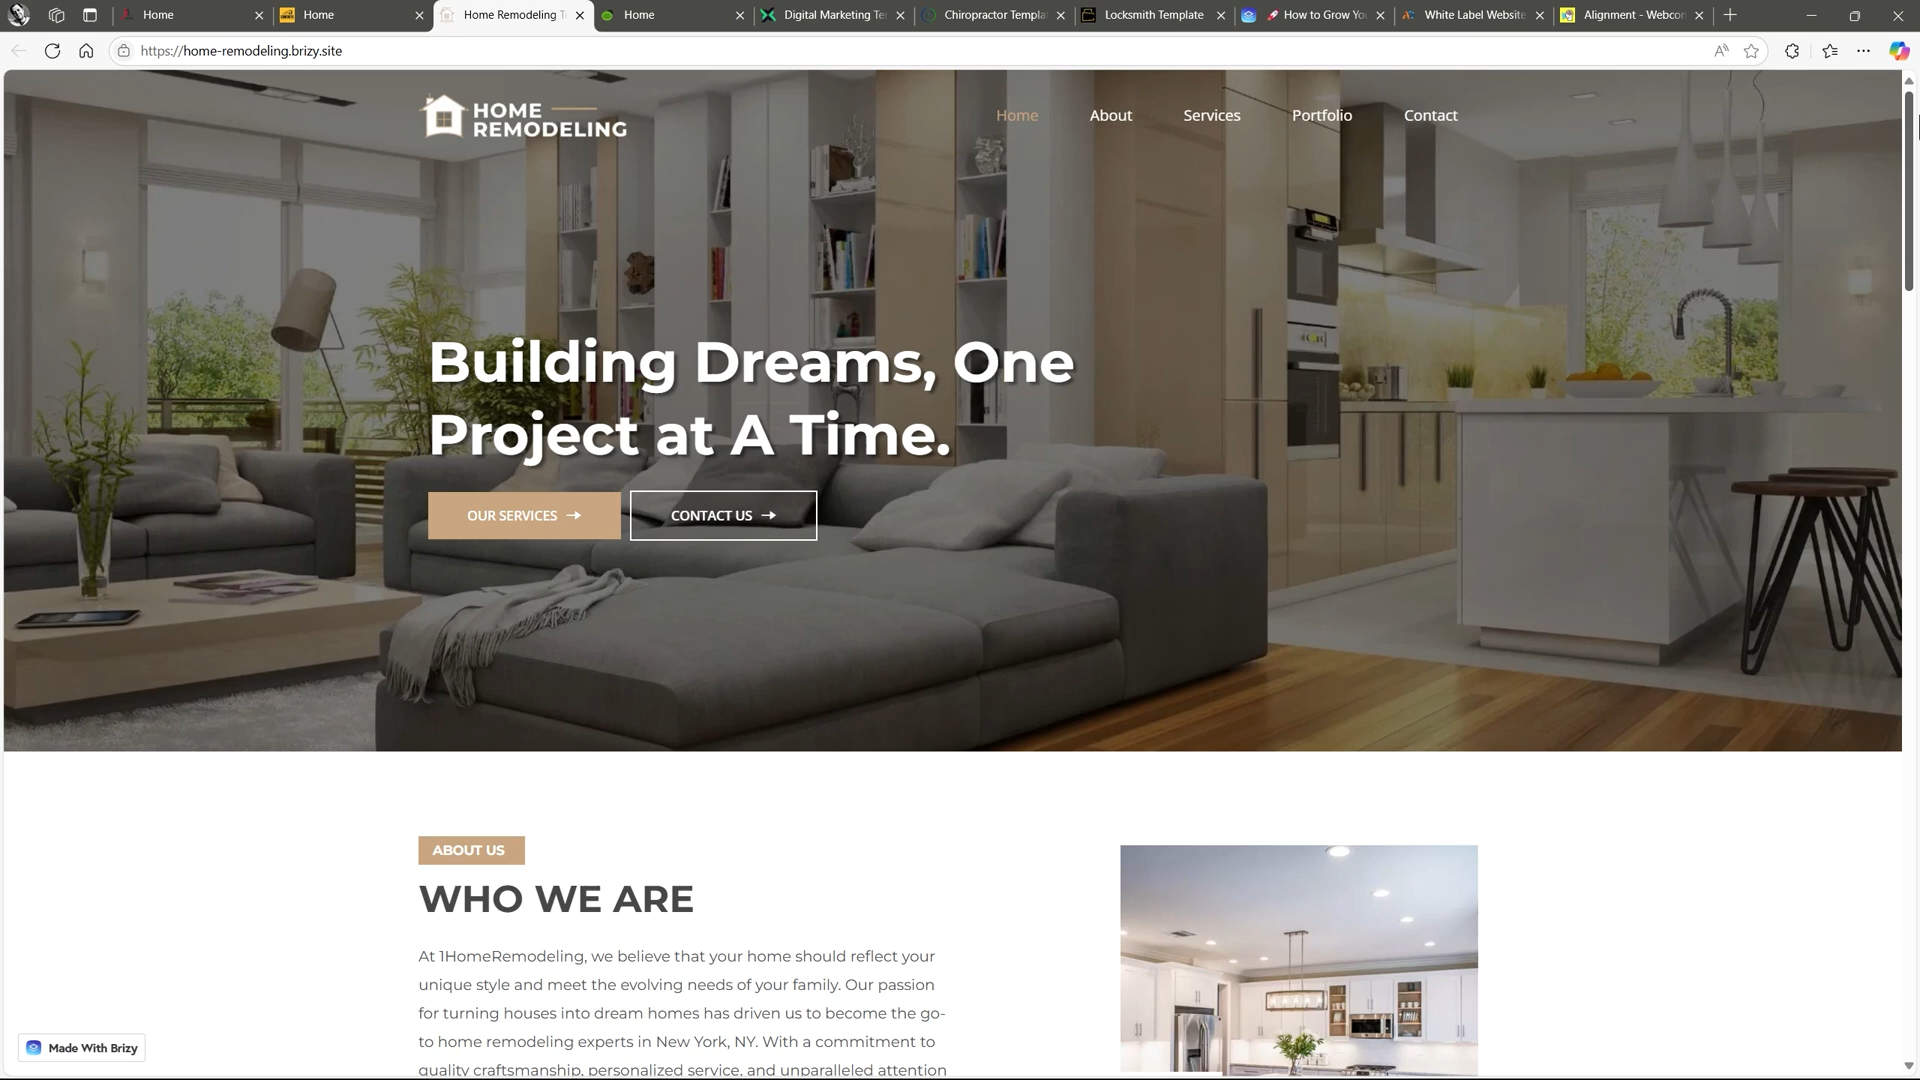 Home
Home
Home Remodeling T
Home
Digital Marketing Te
Chiropractor Templa
Locksmith Template
🚀 How to Grow Yo
White Label Website
Alignment - Webcon
https://home-remodeling.brizy.site
HOME
REMODELING
Home
About
Services
Portfolio
Contact
Building Dreams, One
Project at A Time.
OUR SERVICES →
CONTACT US →
ABOUT US
WHO WE ARE
At 1HomeRemodeling, we believe that your home should reflect your
unique style and meet the evolving needs of your family. Our passion
for turning houses into dream homes has driven us to become the go-
to home remodeling experts in New York, NY. With a commitment to
quality craftsmanship, personalized service, and unparalleled attention
Made With Brizy